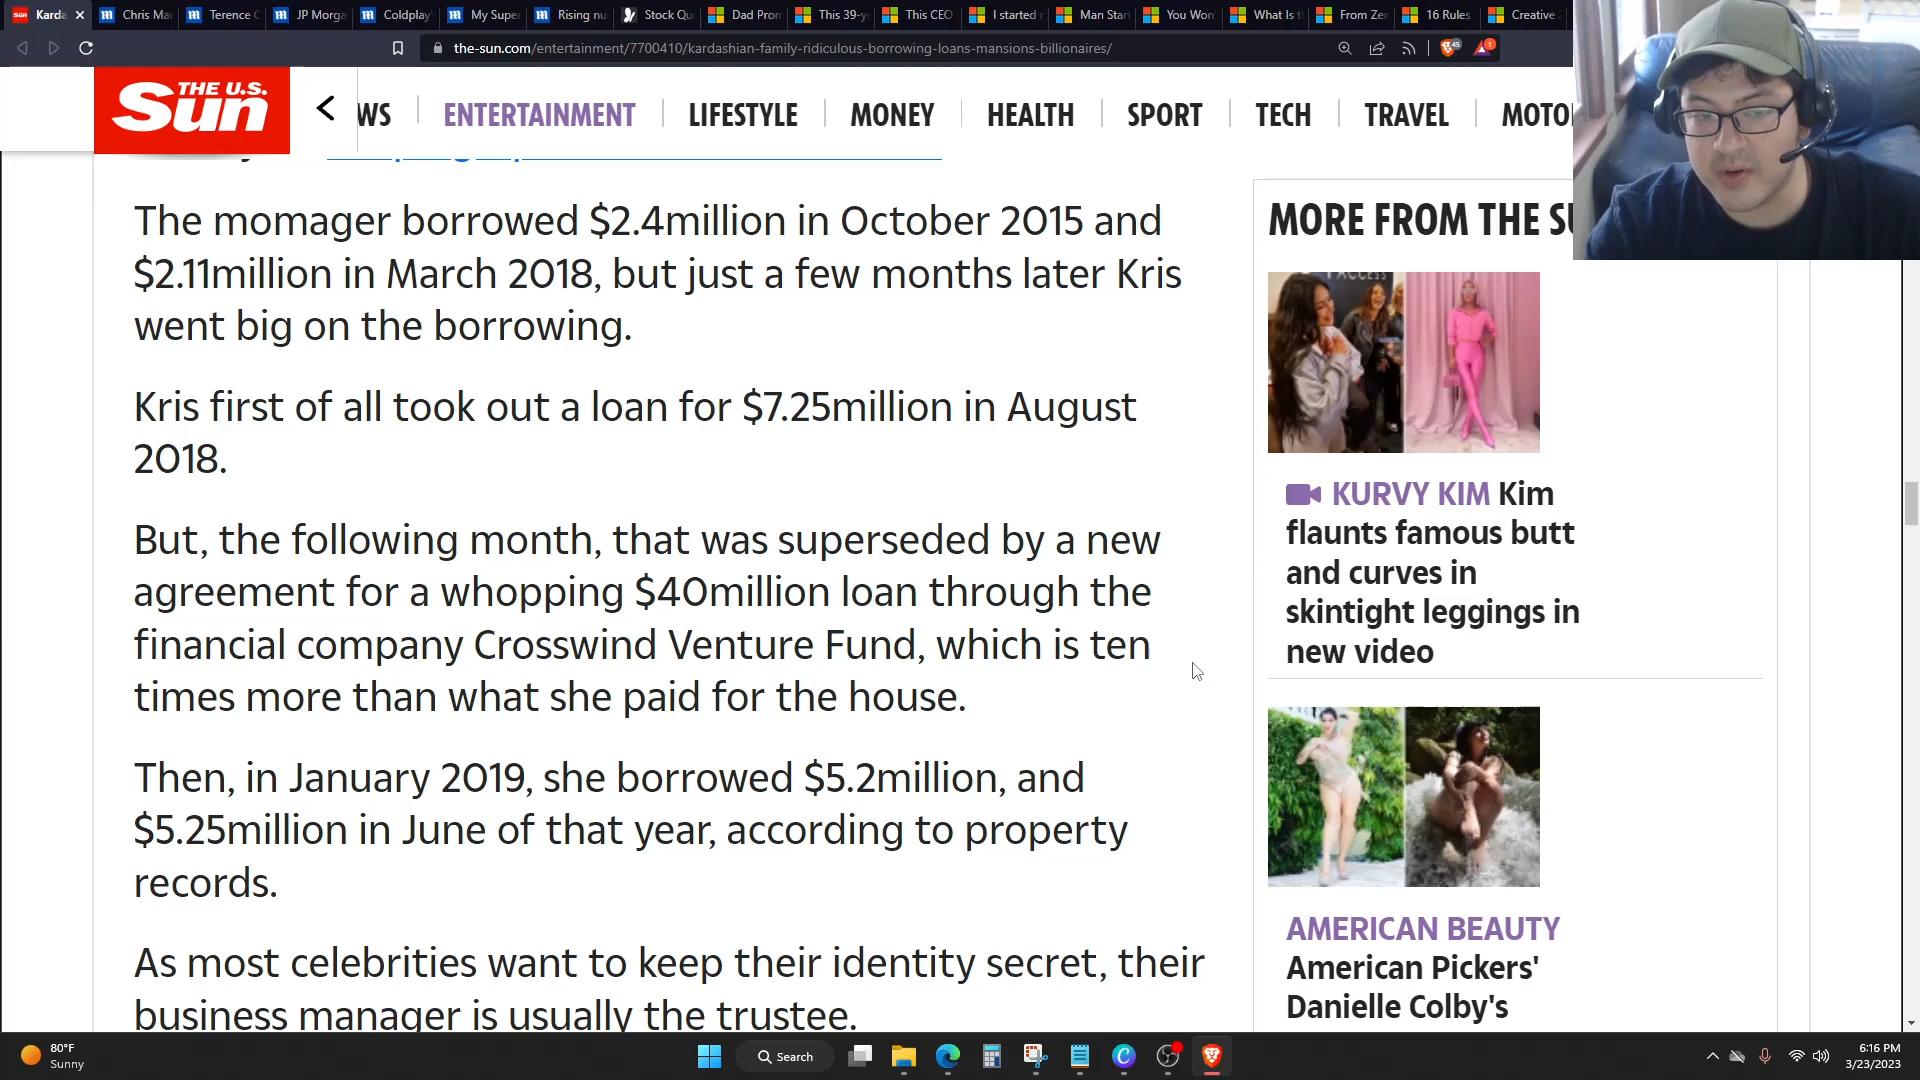 Karda
Chris Mar
Terence C
JP Morga
Coldplay'
My Super
Rising nu
Stock Qu
Dad Pron
This 39-y
This CEO
I started r
Man Star
You Won'
What Is t
From Zer
16 Rules
Creative
the-sun.com/entertainment/7700410/kardashian-family-ridiculous-borrowing-loans-mansions-billionaires/
45
1
THE U.S.
Sun
WS
ENTERTAINMENT
LIFESTYLE
MONEY
HEALTH
SPORT
TECH
TRAVEL
MOTO
The momager borrowed $2.4million in October 2015 and
$2.11million in March 2018, but just a few months later Kris
went big on the borrowing.
Kris first of all took out a loan for $7.25million in August
2018.
But, the following month, that was superseded by a new
agreement for a whopping $40million loan through the
financial company Crosswind Venture Fund, which is ten
times more than what she paid for the house.
Then, in January 2019, she borrowed $5.2million, and
$5.25million in June of that year, according to property
records.
As most celebrities want to keep their identity secret, their
business manager is usually the trustee.
MORE FROM THE SU
KURVY KIM Kim
flaunts famous butt
and curves in
skintight leggings in
new video
AMERICAN BEAUTY
American Pickers'
Danielle Colby's
80°F
Sunny
Search
6:16 PM
3/23/2023